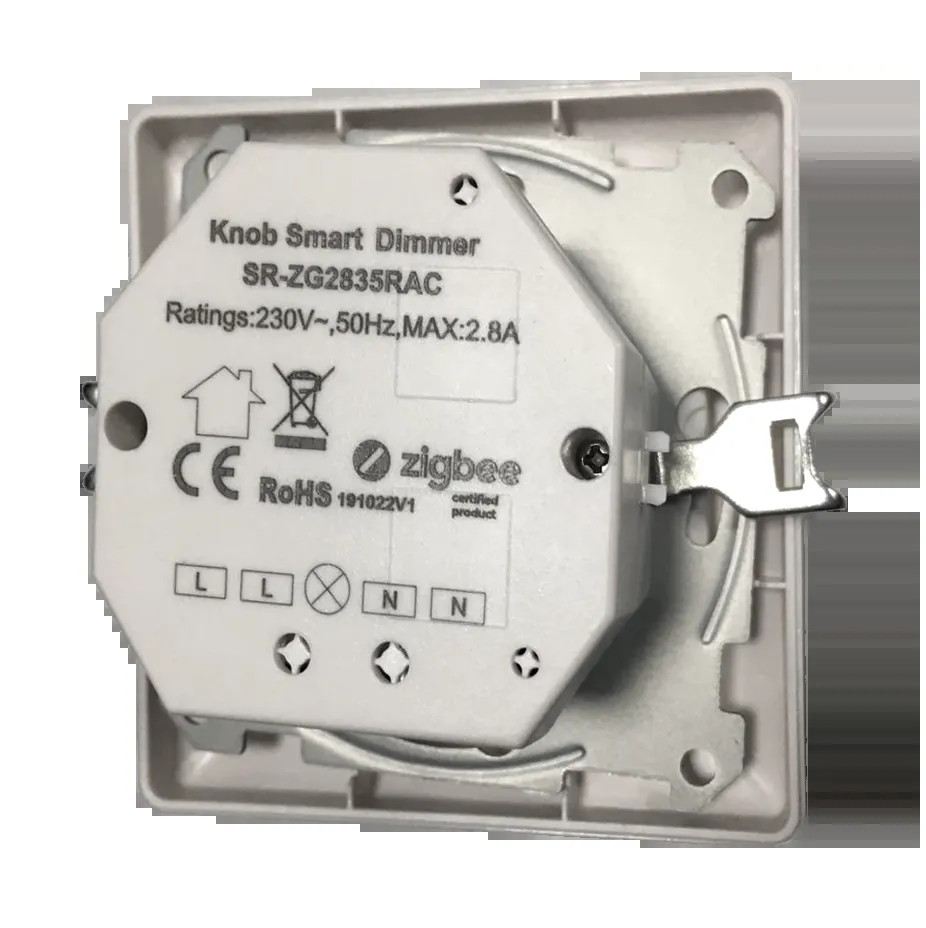 Knob Smart Dimmer
SR-ZG2835RAC
Ratings:230V~,50Hz,MAX:2.8A
zigbee
CE RoHS 191022V1 certified
product
L L N N